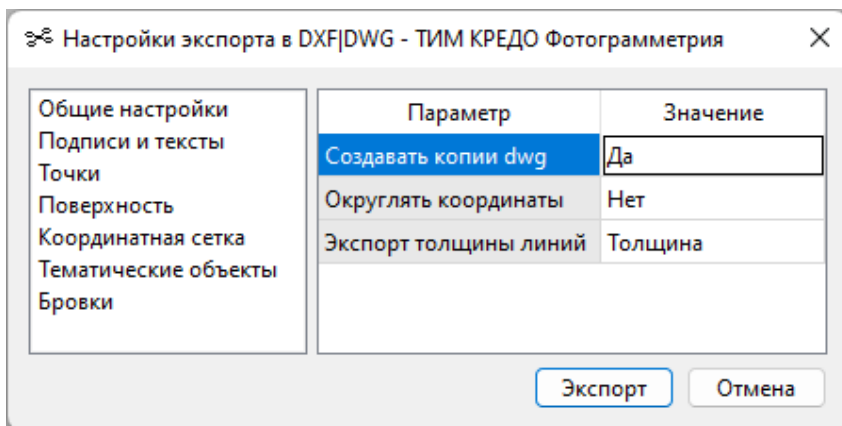 Настройки экспорта в DXF|DWG - ТИМ КРЕДО Фотограмметрия
Общие настройки
Подписи и тексты
Точки
Поверхность
Координатная сетка
Тематические объекты
Бровки
Параметр Значение
Создавать копии dwg Да
Округлять координаты Нет
Экспорт толщины линий Толщина
Экспорт Отмена